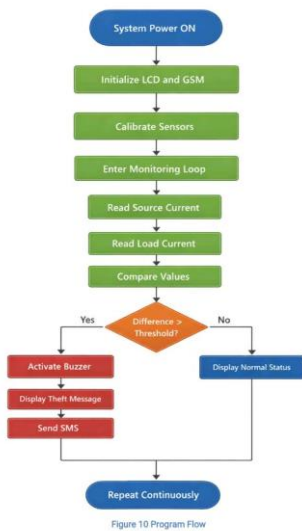 System Power ON
Initialize LCD and GSM
Calibrate Sensors
Enter Monitoring Loop
Read Source Current
Read Load Current
Compare Values
Difference >
Threshold?
Yes
No
Activate Buzzer
Display Normal Status
Display Theft Message
Send SMS
Repeat Continuously
Figure 10 Program Flow